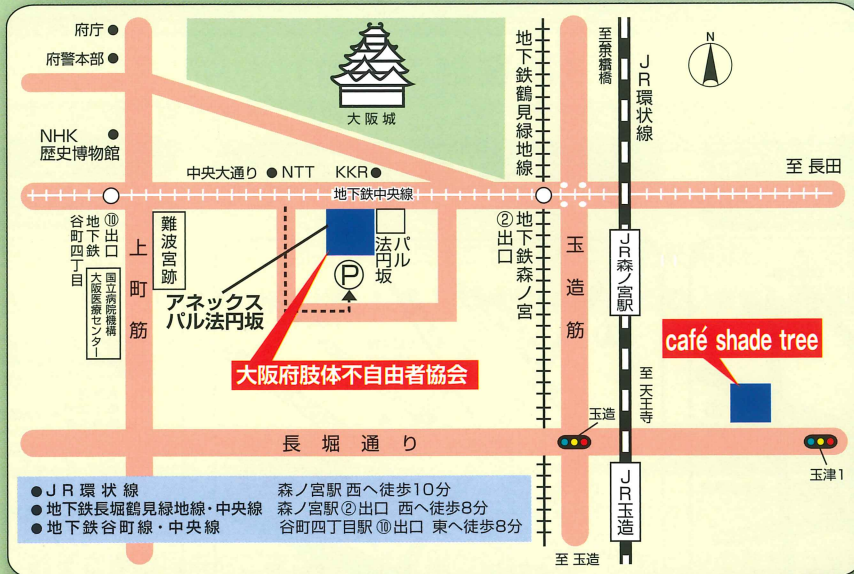 府庁
府警本部
NHK
歴史博物館
大阪城
中央大通り
NTT
KKR
地下鉄中央線
地下鉄鶴見緑地線
至京橋
JR環状線
N
至 長田
⑩出口
地下鉄
谷町四丁目
国立病院機構
大阪医療センター
上町筋
難波宮跡
アネックス
パル法円坂
パル
法円坂
P
大阪府肢体不自由者協会
地下鉄森ノ宮
②出口
玉造筋
JR森ノ宮駅
至 天王寺
café shade tree
長堀通り
玉造
玉津1
JR玉造
至 玉造
●JR環状線 森ノ宮駅 西へ徒歩10分
●地下鉄長堀鶴見緑地線・中央線 森ノ宮駅②出口 西へ徒歩8分
●地下鉄谷町線・中央線 谷町四丁目駅⑩出口 東へ徒歩8分